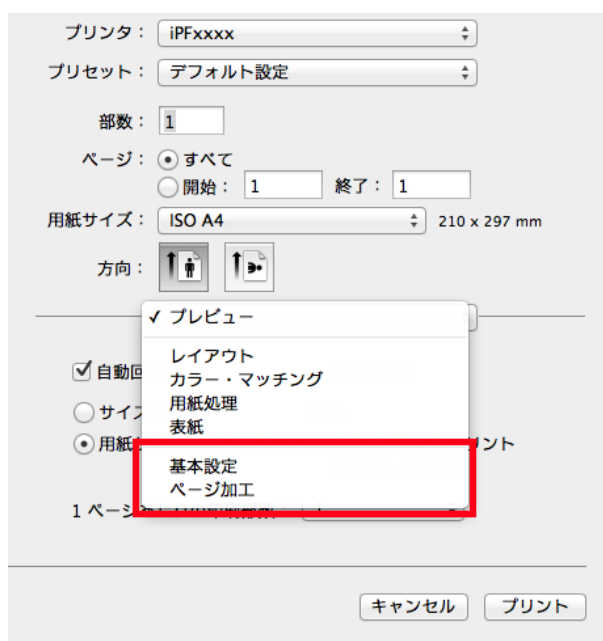 プリンタ： iPFxxxx
プリセット： デフォルト設定
部数： 1
ページ： すべて
開始： 1 終了： 1
用紙サイズ： ISO A4 210 x 297 mm
方向：
✓ プレビュー
レイアウト
自動回
カラー・マッチング
用紙処理
サイズ
表紙
用紙 リント
基本設定
ページ加工
1 ページ
キャンセル プリント